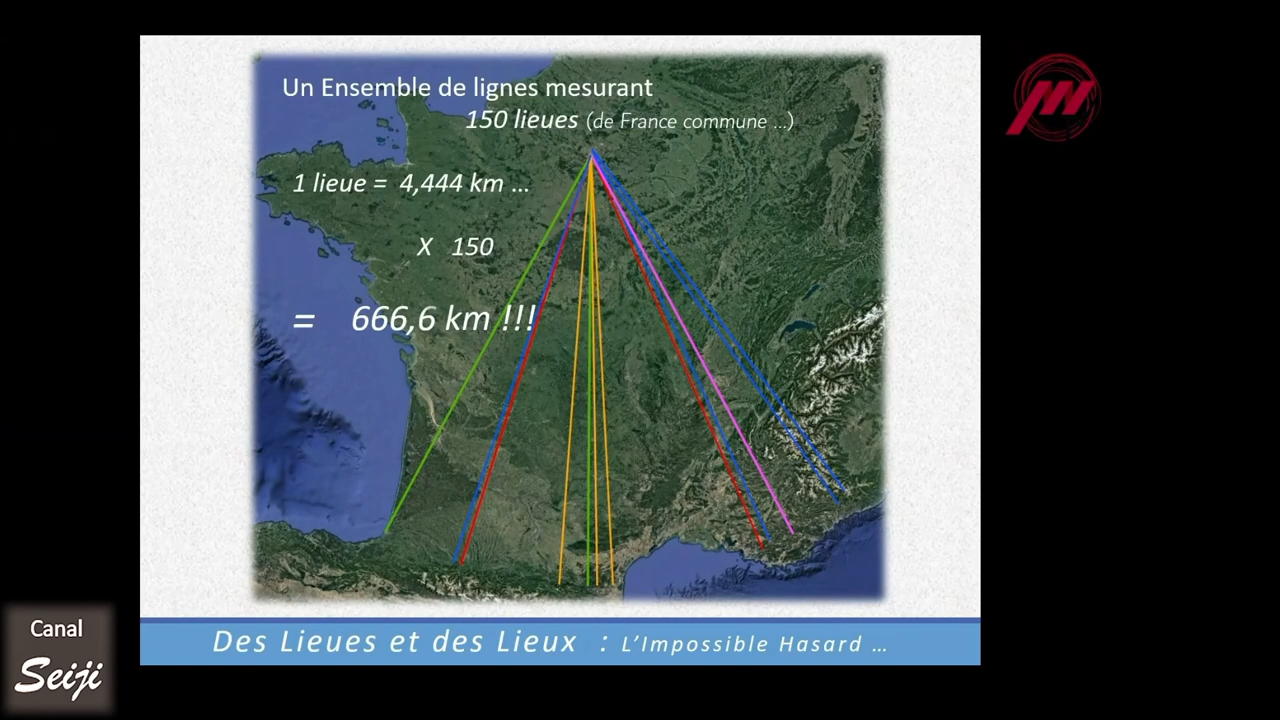 Un Ensemble de lignes mesurant
150 lieues (de France commune ...)
1 lieue = 4,444 km ...
X 150
= 666,6 km !!!
Des Lieues et des Lieux : L'Impossible Hasard ...
Canal
Seiji